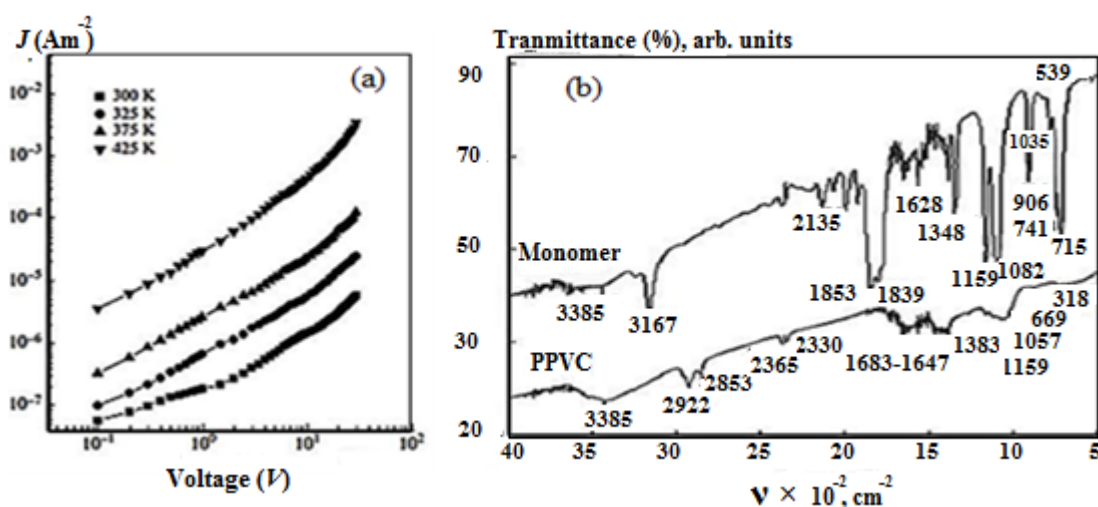 J (Am⁻²)
(a)
10⁻²
10⁻³
10⁻⁴
10⁻⁵
10⁻⁶
10⁻⁷
300 K
325 K
375 K
425 K
10⁻¹ 10⁰ 10¹ 10²
Voltage (V)
Tranmittance (%), arb. units
(b)
90
70
50
30
20
539
1035
2135
1628
1348
906
741
715
1159
1082
Monomer
3385
3167
1853
1839
318
669
1057
1159
PPVC
3385
2922
2853
2365
2330
1683-1647
1383
40 30 20 10 5
ν × 10⁻², cm⁻²